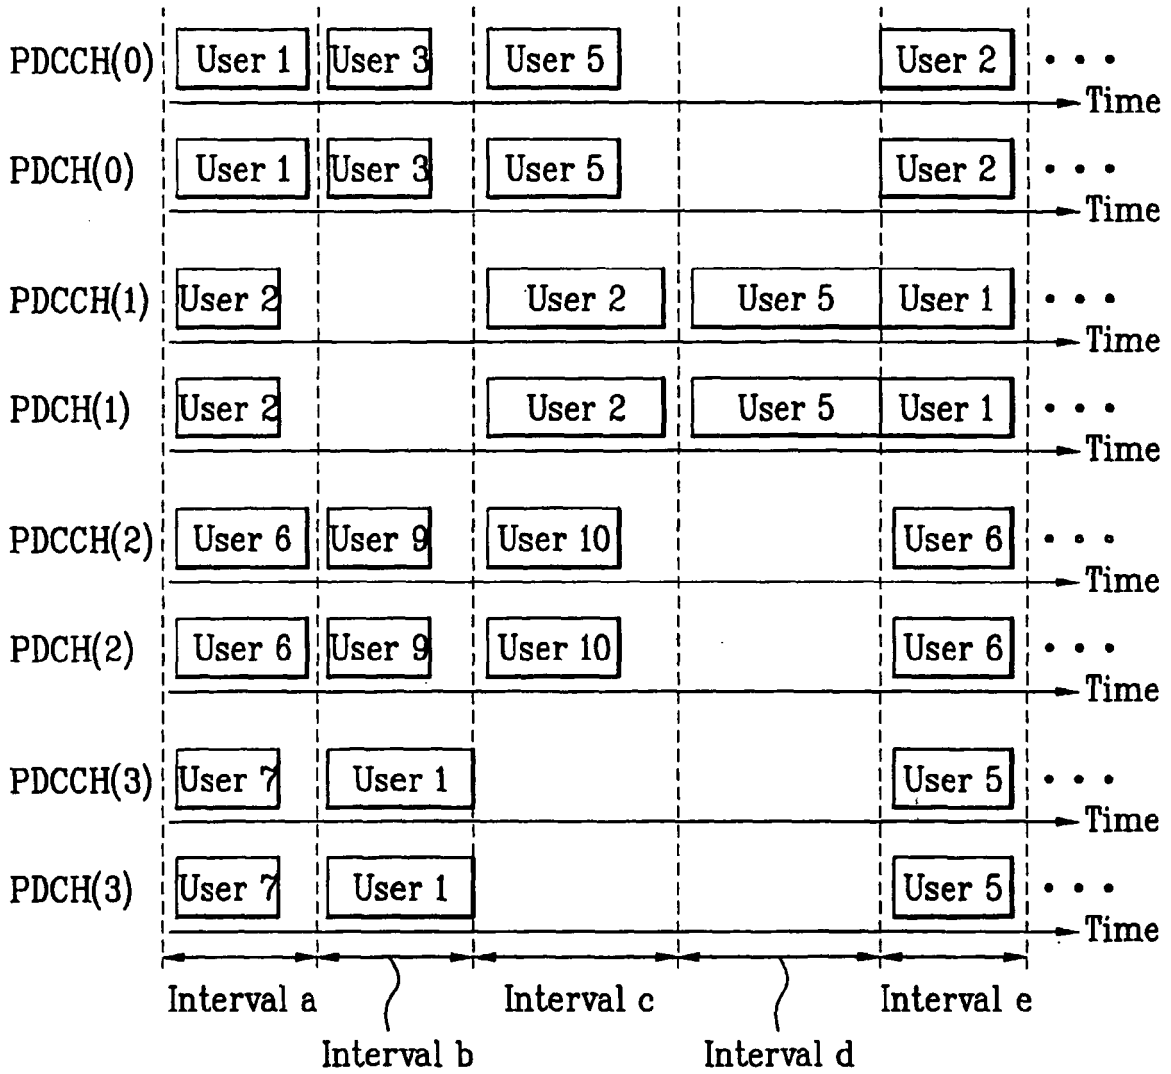 PDCCH(0) User 1 User 3 User 5 User 2 • • •
Time
PDCH(0) User 1 User 3 User 5 User 2 • • •
Time
PDCCH(1) User 2 User 2 User 5 User 1 • • •
Time
PDCH(1) User 2 User 2 User 5 User 1 • • •
Time
PDCCH(2) User 6 User 9 User 10 User 6 • • •
Time
PDCH(2) User 6 User 9 User 10 User 6 • • •
Time
PDCCH(3) User 7 User 1 User 5 • • •
Time
PDCH(3) User 7 User 1 User 5 • • •
Time
Interval a Interval c Interval e
Interval b Interval d